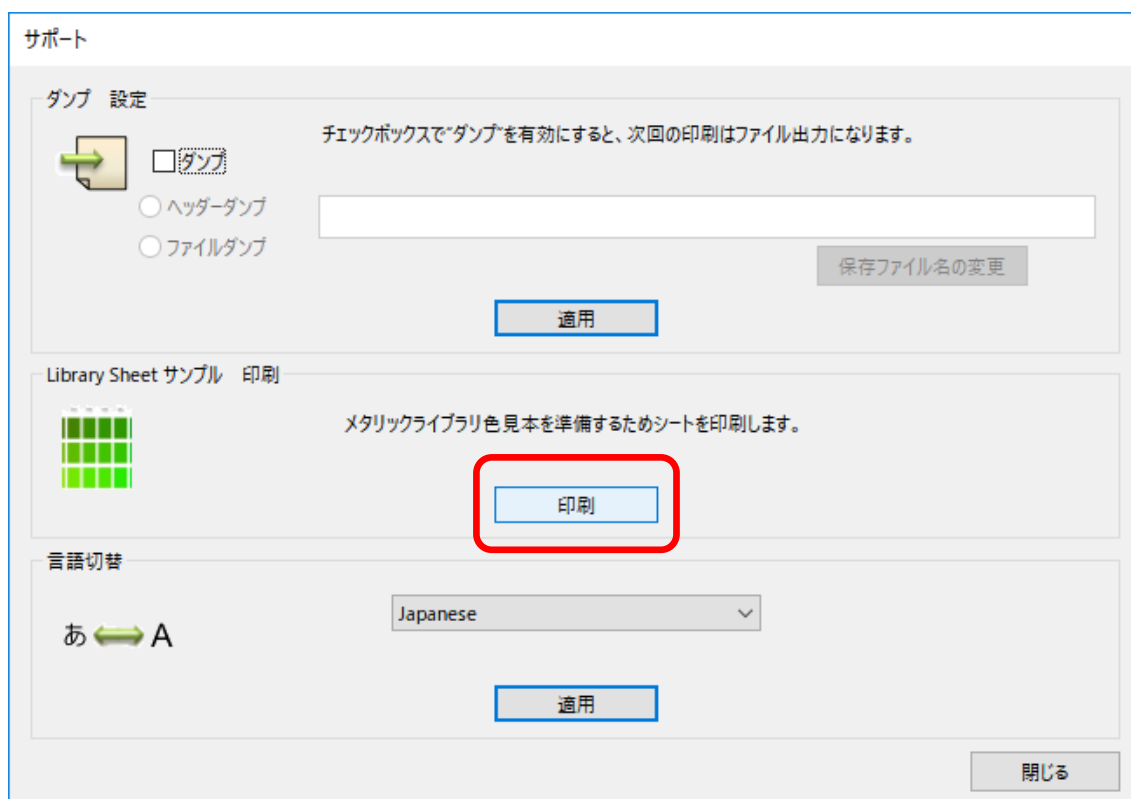 サポート
ダンプ　設定
チェックボックスで"ダンプ"を有効にすると、次回の印刷はファイル出力になります。
ダンプ
ヘッダーダンプ
ファイルダンプ
保存ファイル名の変更
適用
Library Sheet サンプル　印刷
メタリックライブラリ色見本を準備するためシートを印刷します。
印刷
言語切替
Japanese
あ A
適用
閉じる